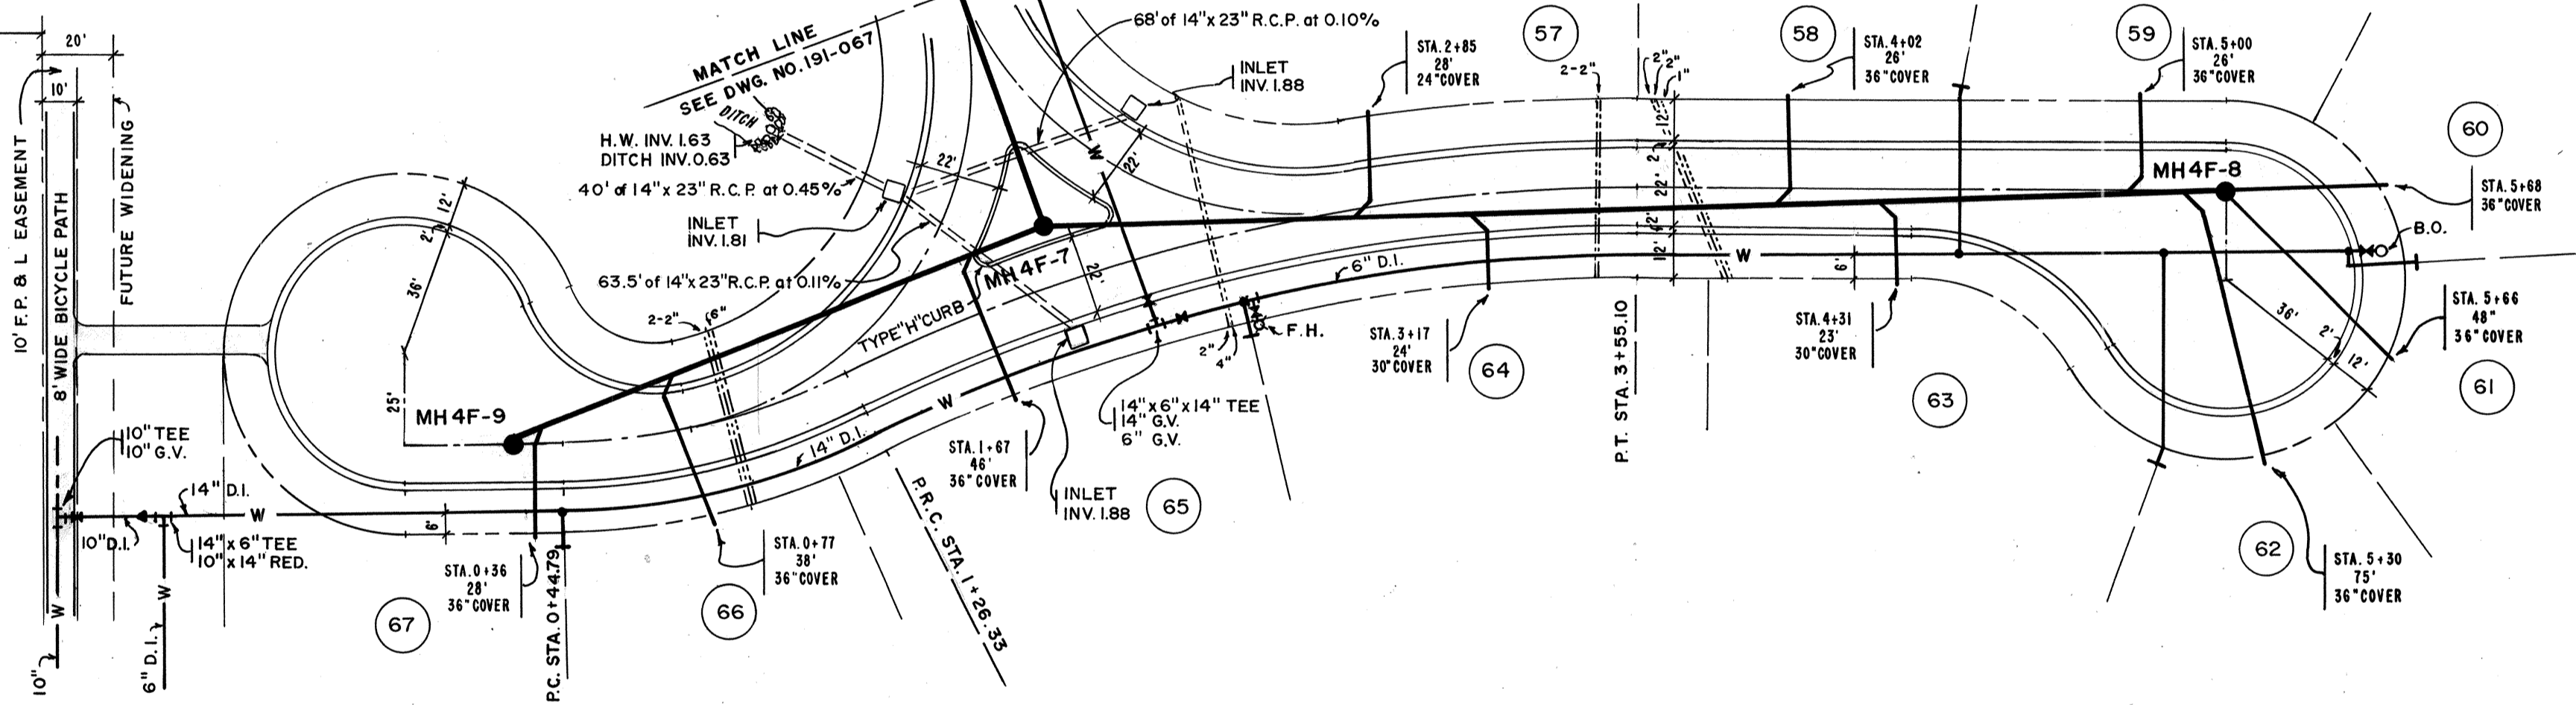 20'
10'
10' F.P. & L EASEMENT
8' WIDE BICYCLE PATH
FUTURE WIDENING
10" TEE
10" G.V.
14" D.I.
W
10" D.I.
14" x 6" TEE
10" x 14" RED.
W
10"
W
6" D.I.
6'
36'
2'
12'
25'
MH 4F-9
STA. 0+36
28'
36" COVER
67
P.C. STA. 0+44.79
2-2"
6"
STA. 0+77
38'
36" COVER
66
14" D.I.
W
P.R.C. STA. 1+26.33
MATCH LINE
SEE DWG. NO. 191-067
DITCH
H.W. INV. 1.63
DITCH INV. 0.63
40' of 14" x 23" R.C.P. at 0.45%
INLET
INV. 1.81
63.5' of 14" x 23" R.C.P. at 0.11%
TYPE "H" CURB
MH 4F-7
22'
22'
22'
W
68' of 14" x 23" R.C.P. at 0.10%
INLET
INV. 1.88
STA. 1+67
46'
36" COVER
INLET
INV. 1.88
65
14" x 6" x 14" TEE
14" G.V.
6" G.V.
2"
4"
F.H.
6" D.I.
STA. 2+85
28'
24" COVER
STA. 3+17
24'
30" COVER
64
57
2-2"
2"
2"
1"
12'
2'
22'
2'
12'
P.T. STA. 3+55.10
W
58
STA. 4+02
26'
36" COVER
6'
STA. 4+31
23'
30" COVER
63
59
STA. 5+00
26'
36" COVER
MH 4F-8
60
STA. 5+68
36" COVER
B.O.
STA. 5+66
48"
36" COVER
61
36'
2'
12'
62
STA. 5+30
75'
36" COVER